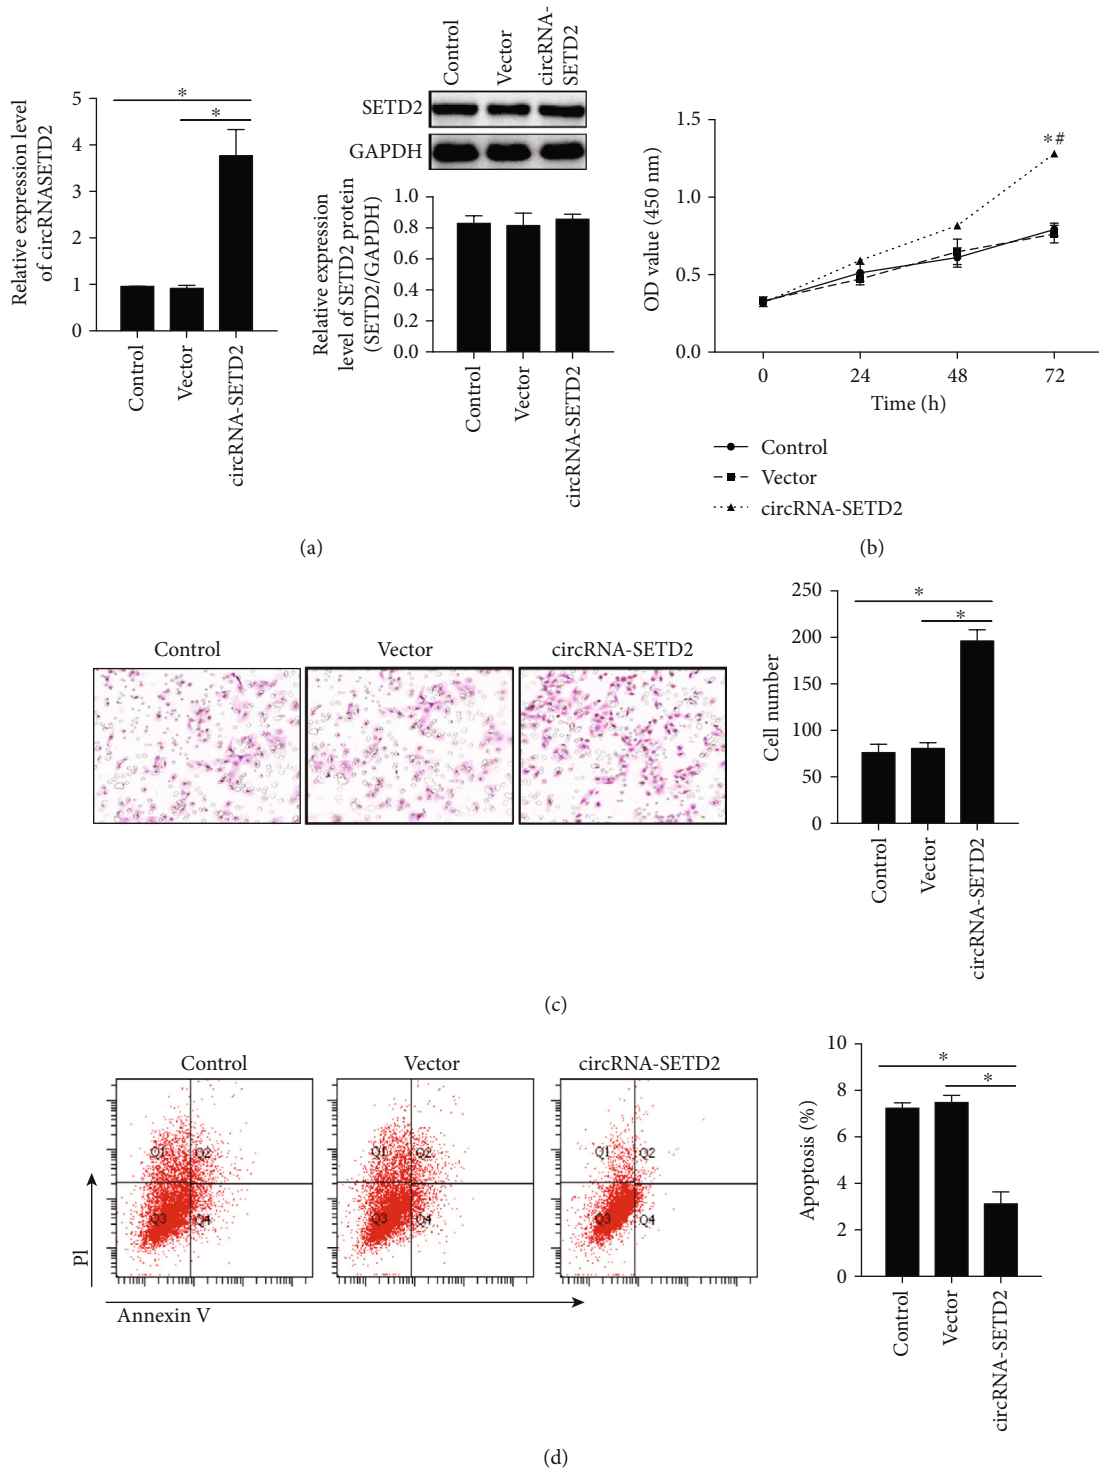 5
4
3
2
1
0
Relative expression level
of circRNASETD2
*
*
Control
Vector
circRNA-SETD2
Control
Vector
circRNA-
SETD2
SETD2
GAPDH
1.0
0.8
0.6
0.4
0.2
0.0
Relative expression
level of SETD2 protein
(SETD2/GAPDH)
Control
Vector
circRNA-SETD2
(a)
1.5
1.0
0.5
0.0
OD value (450 nm)
*#
0 24 48 72
Time (h)
Control
Vector
circRNA-SETD2
(b)
Control Vector circRNA-SETD2
250
200
150
100
50
0
Cell number
*
*
Control
Vector
circRNA-SETD2
(c)
Control Vector circRNA-SETD2
Q1 Q2 Q1 Q2 Q1 Q2
Q3 Q4 Q3 Q4 Q3 Q4
PI
Annexin V
10
8
6
4
2
0
Apoptosis (%)
*
*
Control
Vector
circRNA-SETD2
(d)